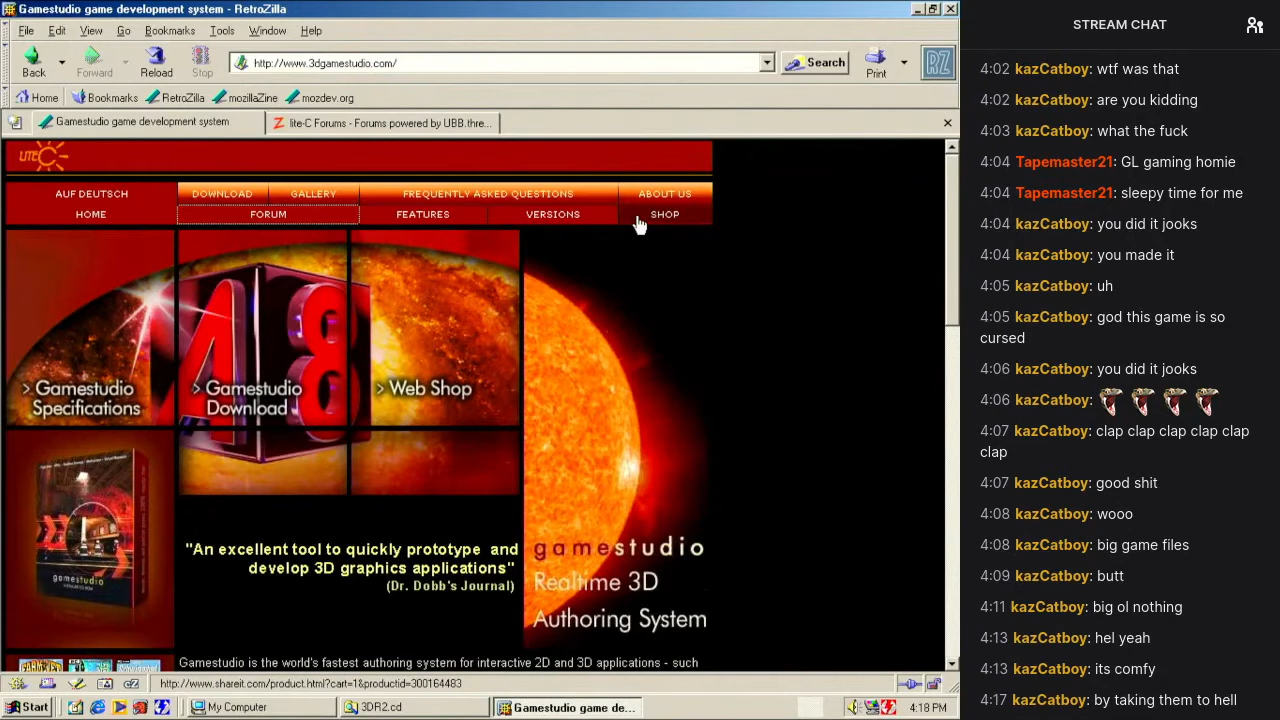 Gamestudio game development system - RetroZilla
File Edit View Go Bookmarks Tools Window Help
Back Forward Reload Stop http://www.3dgamestudio.com/ Search Print RZ
Home Bookmarks RetroZilla mozillaZine mozdev.org
Gamestudio game development system lite-C Forums - Forums powered by UBB.thre...
LITE C
AUF DEUTSCH DOWNLOAD GALLERY FREQUENTLY ASKED QUESTIONS ABOUT US
HOME FORUM FEATURES VERSIONS SHOP
A8
> Gamestudio
Specifications
> Gamestudio
Download
> Web Shop
gamestudio
"An excellent tool to quickly prototype and
develop 3D graphics applications"
(Dr. Dobb's Journal)
gamestudio
Realtime 3D
Authoring System
Gamestudio is the world's fastest authoring system for interactive 2D and 3D applications - such
http://www.shareit.com/product.html?cart=1&productid=300164483
Start My Computer 3DR2.cd Gamestudio game de... 4:18 PM
STREAM CHAT
4:02 kazCatboy: wtf was that
4:02 kazCatboy: are you kidding
4:03 kazCatboy: what the fuck
4:04 Tapemaster21: GL gaming homie
4:04 Tapemaster21: sleepy time for me
4:04 kazCatboy: you did it jooks
4:04 kazCatboy: you made it
4:05 kazCatboy: uh
4:05 kazCatboy: god this game is so
cursed
4:06 kazCatboy: you did it jooks
4:06 kazCatboy:
4:07 kazCatboy: clap clap clap clap clap
clap
4:07 kazCatboy: good shit
4:08 kazCatboy: wooo
4:08 kazCatboy: big game files
4:09 kazCatboy: butt
4:11 kazCatboy: big ol nothing
4:13 kazCatboy: hel yeah
4:13 kazCatboy: its comfy
4:17 kazCatboy: by taking them to hell